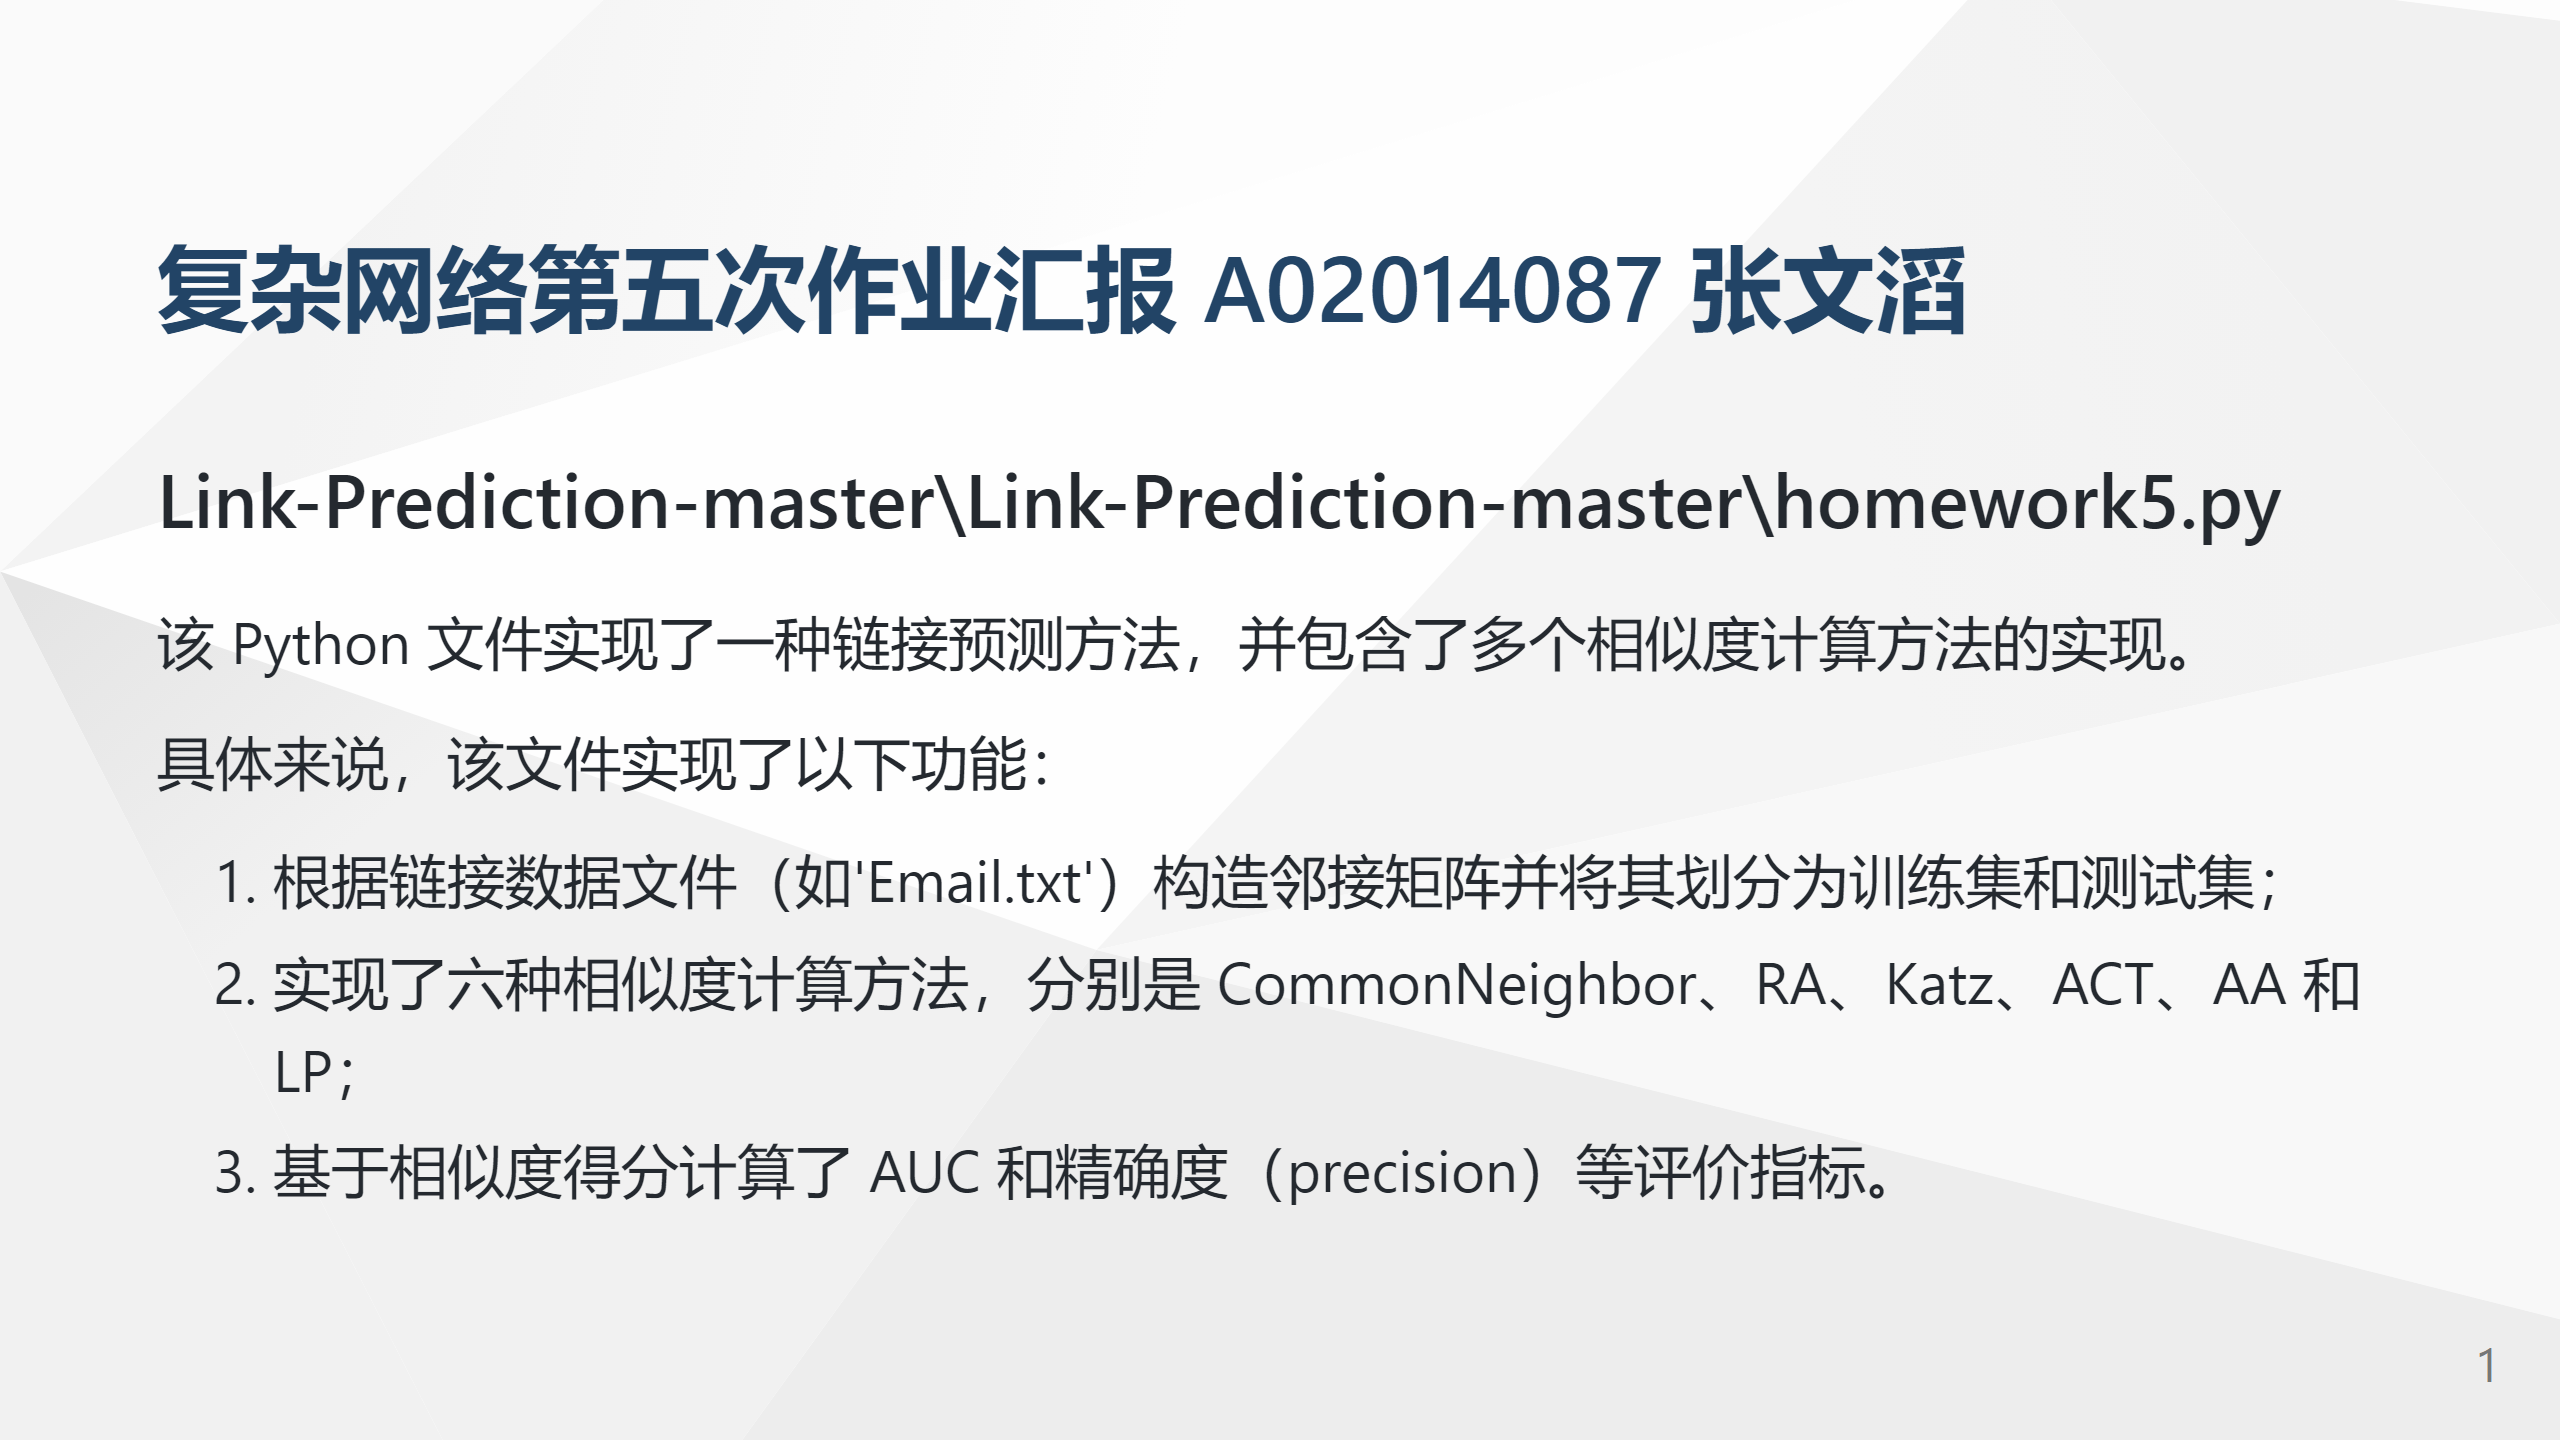 复杂网络第五次作业汇报 A02014087 张文滔
Link-Prediction-master\Link-Prediction-master\homework5.py
该 Python 文件实现了一种链接预测方法，并包含了多个相似度计算方法的实现。
具体来说，该文件实现了以下功能：
1. 根据链接数据文件（如'Email.txt'）构造邻接矩阵并将其划分为训练集和测试集；
2. 实现了六种相似度计算方法，分别是 CommonNeighbor、RA、Katz、ACT、AA 和
LP；
3. 基于相似度得分计算了 AUC 和精确度（precision）等评价指标。
1